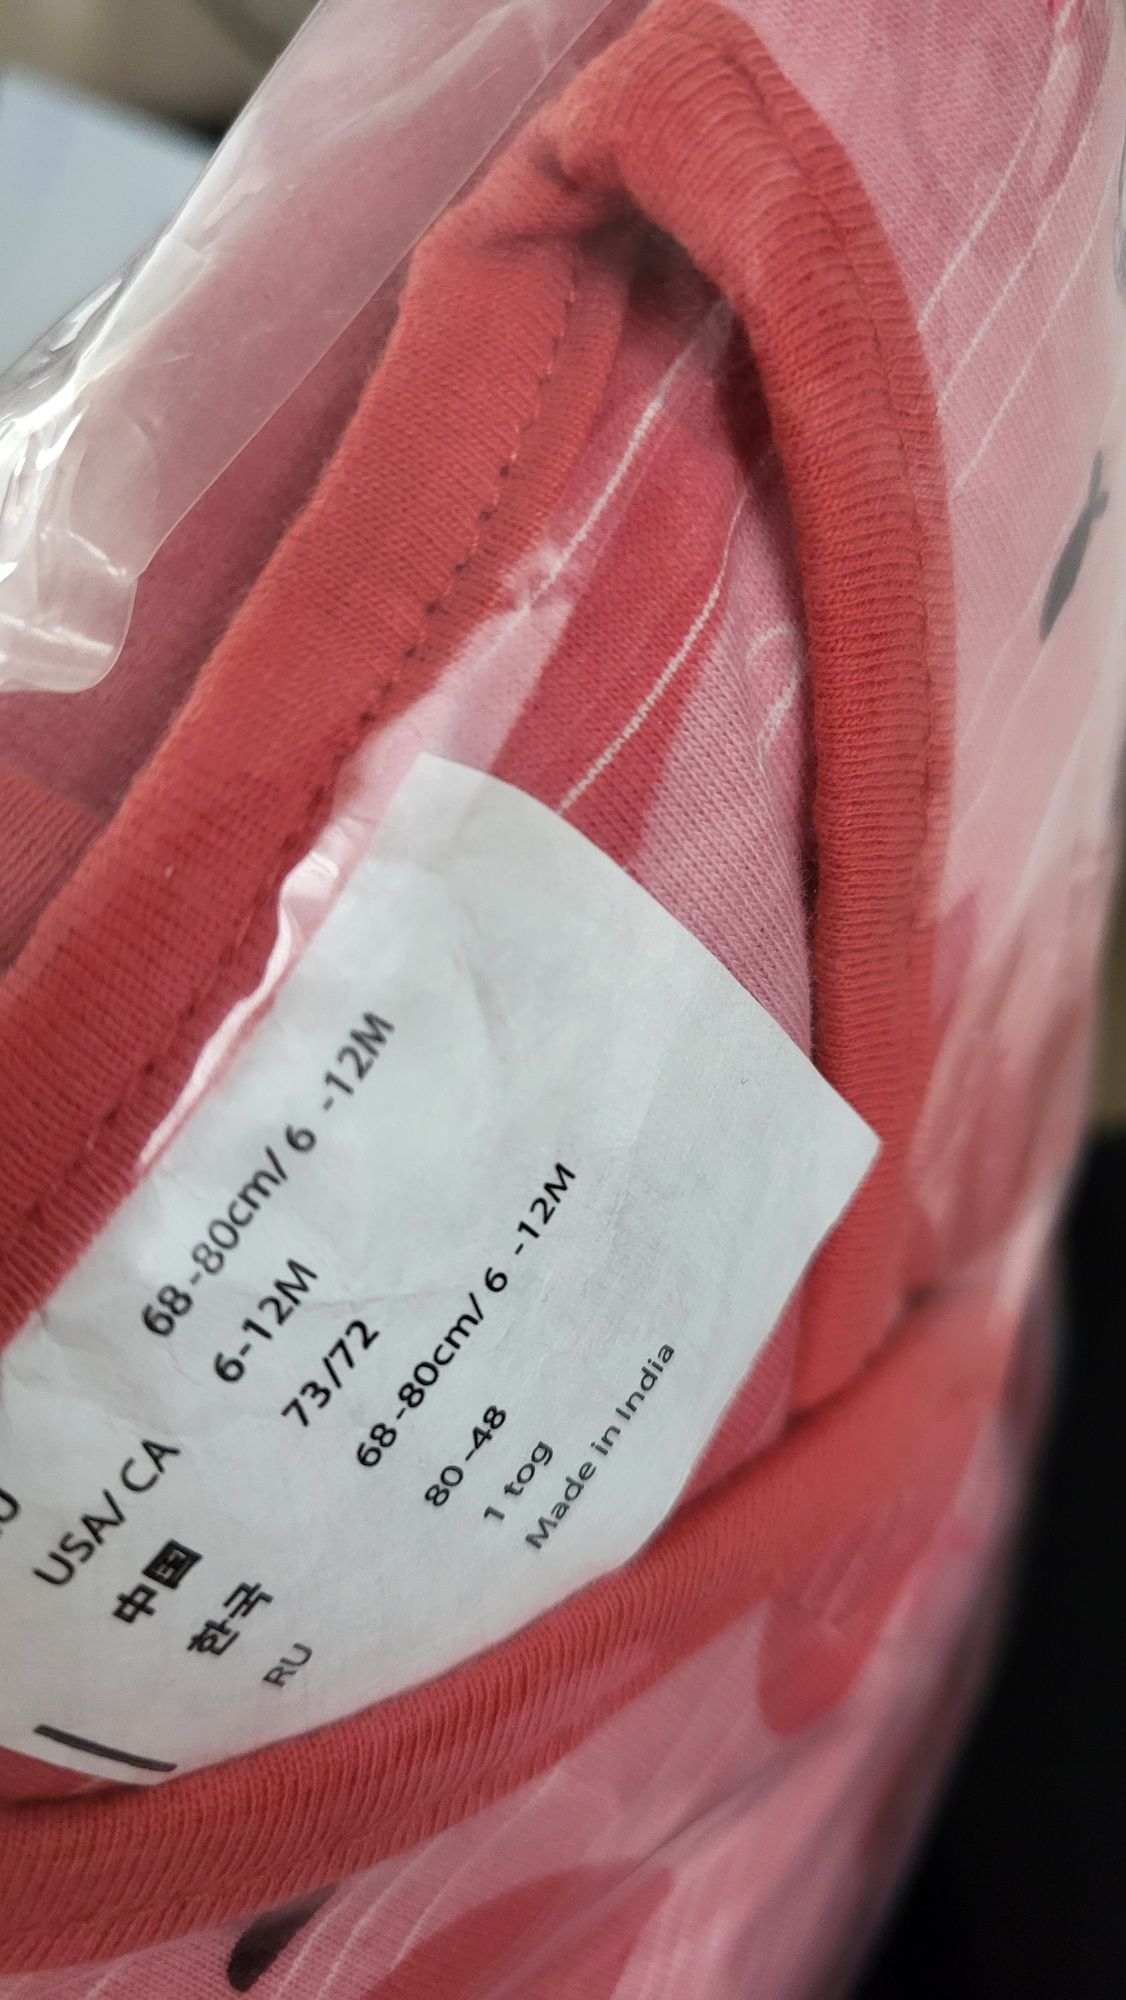 68-80cm/ 6 -12M
USA/ CA 6-12M
中国 73/72
한국 68-80cm/ 6 -12M
RU 80-48
1 tog
Made in India